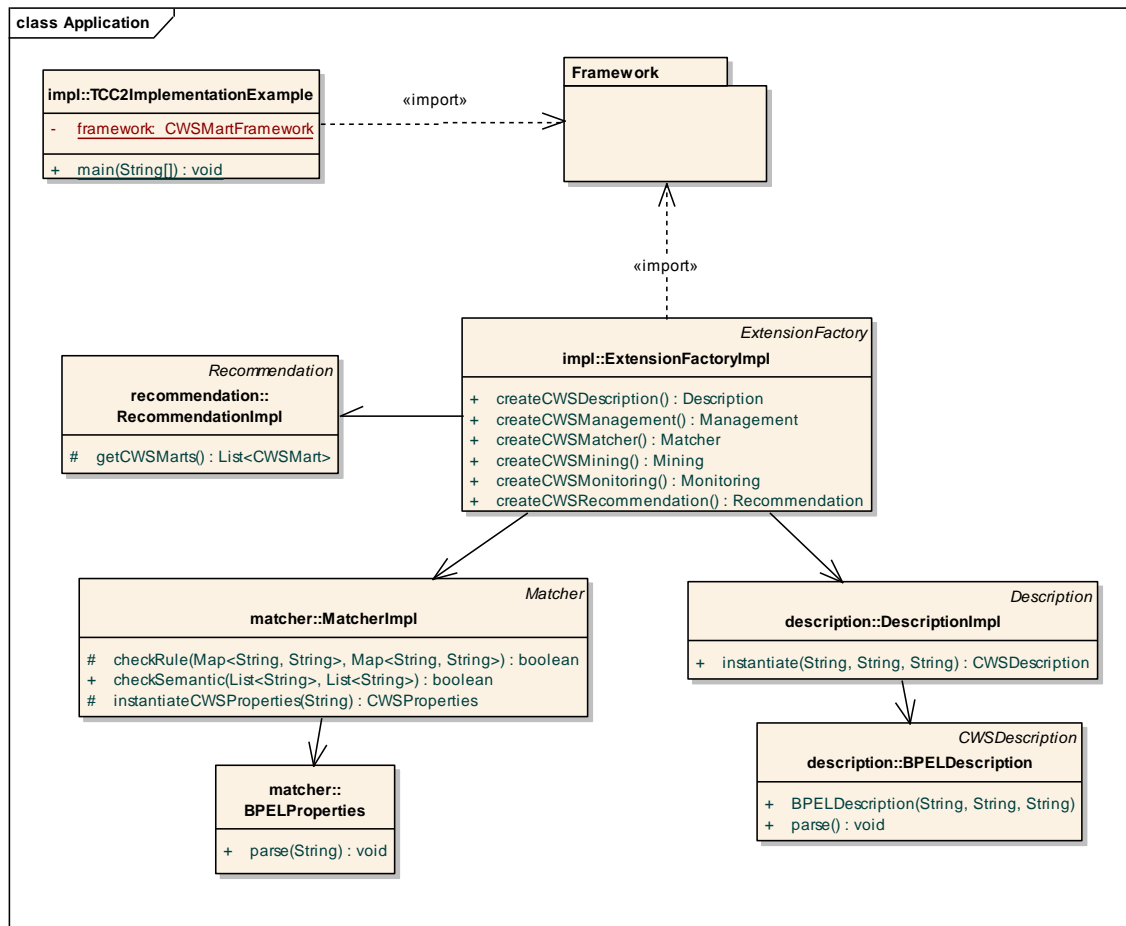 class Application
impl::TCC2ImplementationExample
- framework: CWSMartFramework
+ main(String[]) : void
«import»
Framework
«import»
ExtensionFactory
impl::ExtensionFactoryImpl
+ createCWSDescription() : Description
+ createCWSManagement() : Management
+ createCWSMatcher() : Matcher
+ createCWSMining() : Mining
+ createCWSMonitoring() : Monitoring
+ createCWSRecommendation() : Recommendation
Recommendation
recommendation::
RecommendationImpl
# getCWSMarts() : List<CWSMart>
Matcher
matcher::MatcherImpl
# checkRule(Map<String, String>, Map<String, String>) : boolean
+ checkSemantic(List<String>, List<String>) : boolean
# instantiateCWSProperties(String) : CWSProperties
Description
description::DescriptionImpl
+ instantiate(String, String, String) : CWSDescription
matcher::
BPELProperties
+ parse(String) : void
CWSDescription
description::BPELDescription
+ BPELDescription(String, String, String)
+ parse() : void